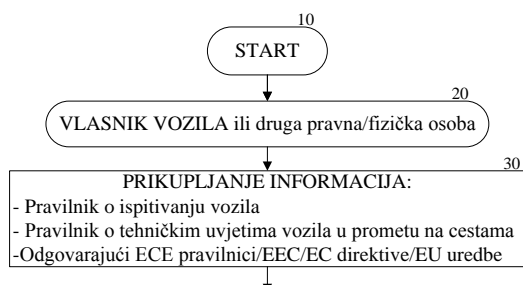 10
START
20
VLASNIK VOZILA ili druga pravna/fizička osoba
30
PRIKUPLJANJE INFORMACIJA:
- Pravilnik o ispitivanju vozila
- Pravilnik o tehničkim uvjetima vozila u prometu na cestama
-Odgovarajući ECE pravilnici/EEC/EC direktive/EU uredbe